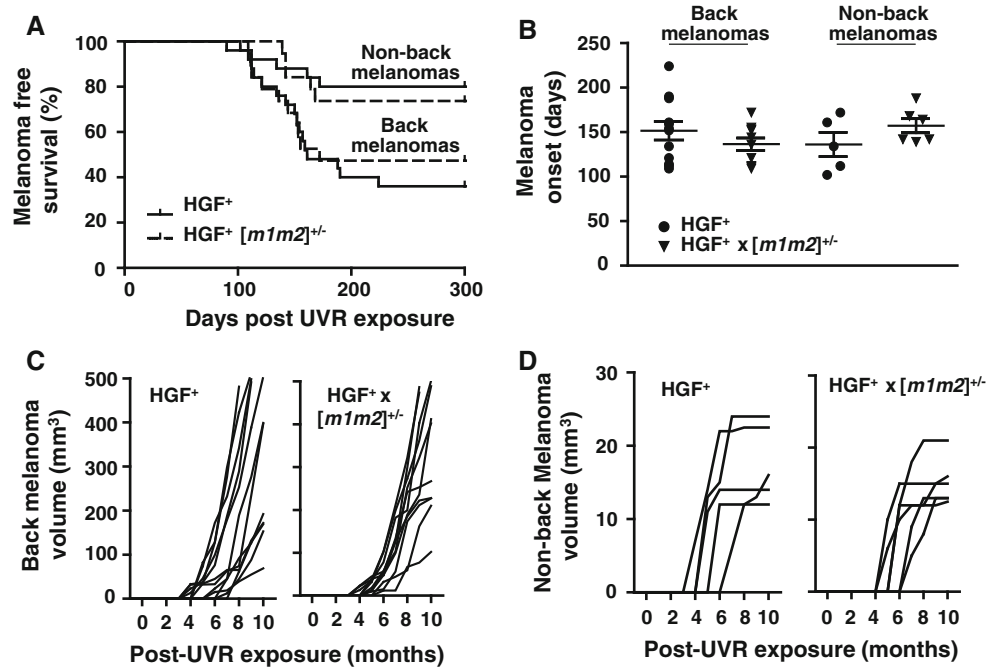 A
Melanoma free
survival (%)
100
80
60
40
20
0
Non-back
melanomas
Back
melanomas
HGF⁺
HGF⁺ [m1m2]⁺/⁻
0 100 200 300
Days post UVR exposure
B
Back
melanomas
Non-back
melanomas
Melanoma
onset (days)
250
200
150
100
50
0
HGF⁺
HGF⁺ x [m1m2]⁺/⁻
C
Back melanoma
volume (mm³)
500
400
300
200
100
0
HGF⁺
HGF⁺ x
[m1m2]⁺/⁻
0 2 4 6 8 10
0 2 4 6 8 10
Post-UVR exposure (months)
D
Non-back Melanoma
volume (mm³)
30
20
10
0
HGF⁺
HGF⁺ x [m1m2]⁺/⁻
0 2 4 6 8 10
0 2 4 6 8 10
Post-UVR exposure (months)